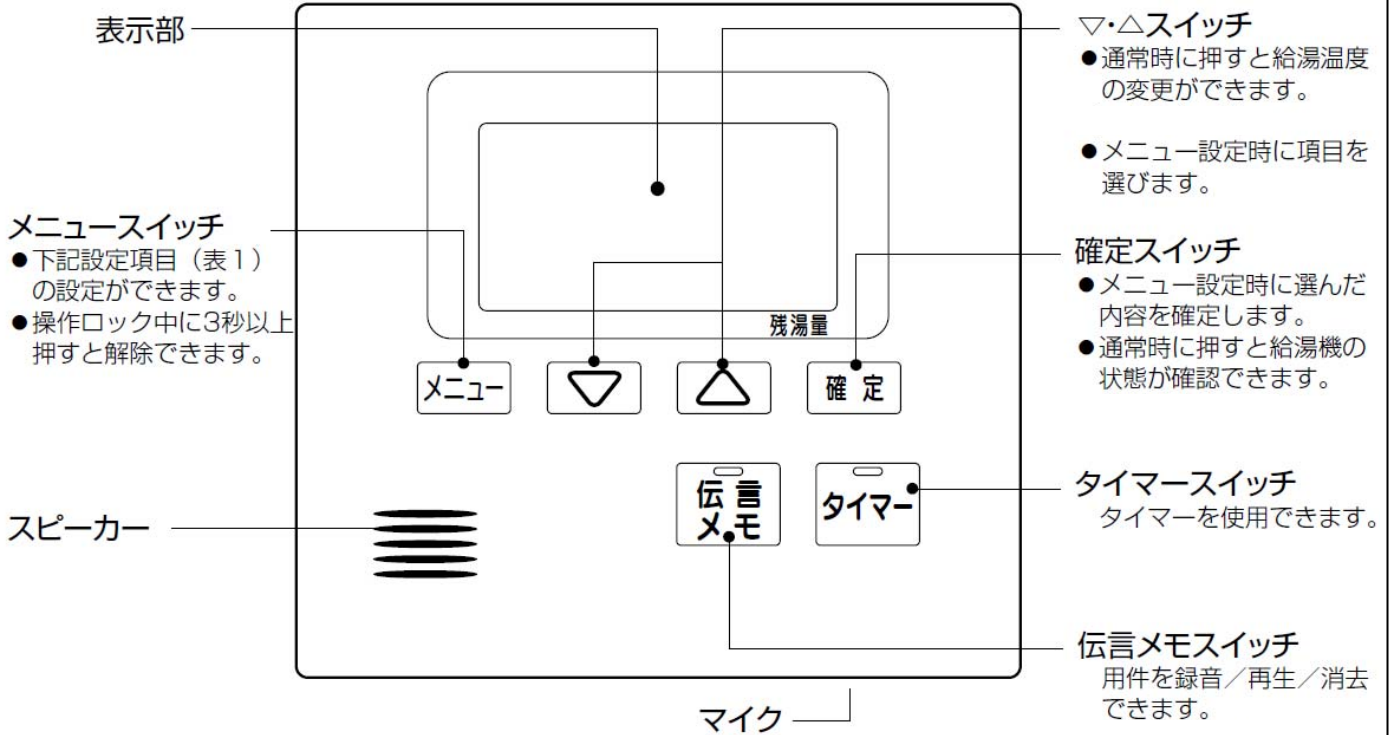 表示部
▽・△スイッチ
●通常時に押すと給湯温度
の変更ができます。
●メニュー設定時に項目を
選びます。
メニュースイッチ
●下記設定項目（表１）
の設定ができます。
●操作ロック中に3秒以上
押すと解除できます。
確定スイッチ
●メニュー設定時に選んだ
内容を確定します。
●通常時に押すと給湯機の
状態が確認できます。
残湯量
メニュー
▽
△
確定
伝言
メモ
タイマー
タイマースイッチ
タイマーを使用できます。
スピーカー
伝言メモスイッチ
用件を録音／再生／消去
できます。
マイク